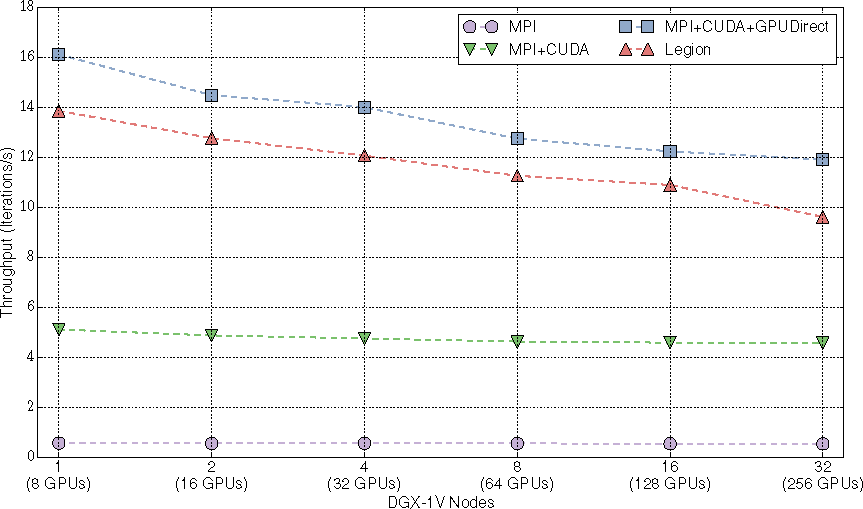 18
16
14
12
10
8
6
4
2
0
Throughput (Iterations/s)
MPI
MPI+CUDA
MPI+CUDA+GPUDirect
Legion
1 2 4 8 16 32
(8 GPUs) (16 GPUs) (32 GPUs) (64 GPUs) (128 GPUs) (256 GPUs)
DGX-1V Nodes